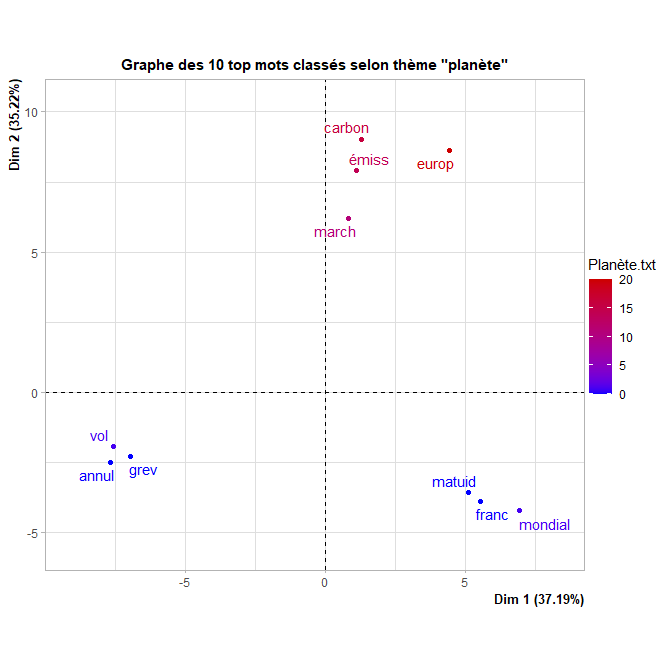 Graphe des 10 top mots classés selon thème "planète"
Dim 2 (35.22%)
10
5
0
-5
carbon
émiss
europ
march
vol
annul
grev
matuid
franc
mondial
-5
0
5
Dim 1 (37.19%)
Planète.txt
20
15
10
5
0